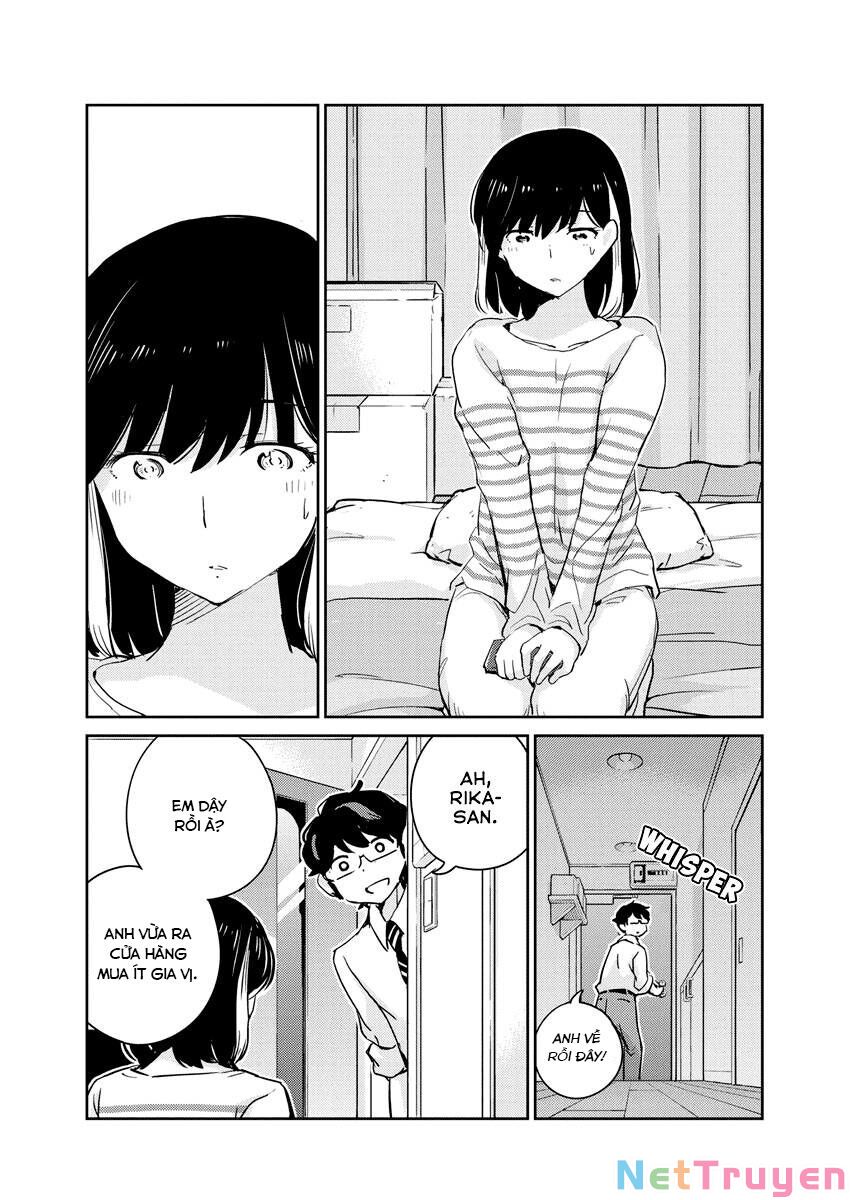 WHISPER
ANH VỀ
RỒI ĐÂY!
AH,
RIKA-
SAN.
EM DẬY
RỒI À?
ANH VỪA RA
CỬA HÀNG
MUA ÍT GIA VỊ.
NetTruyen